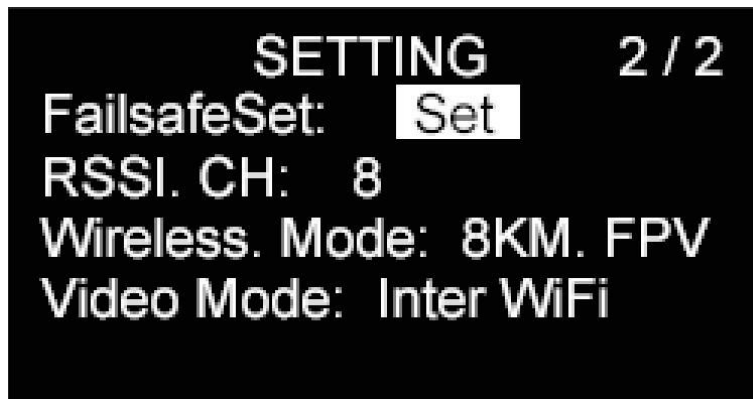 SETTING 2 / 2
FailsafeSet: Set
RSSI. CH: 8
Wireless. Mode: 8KM. FPV
Video Mode: Inter WiFi